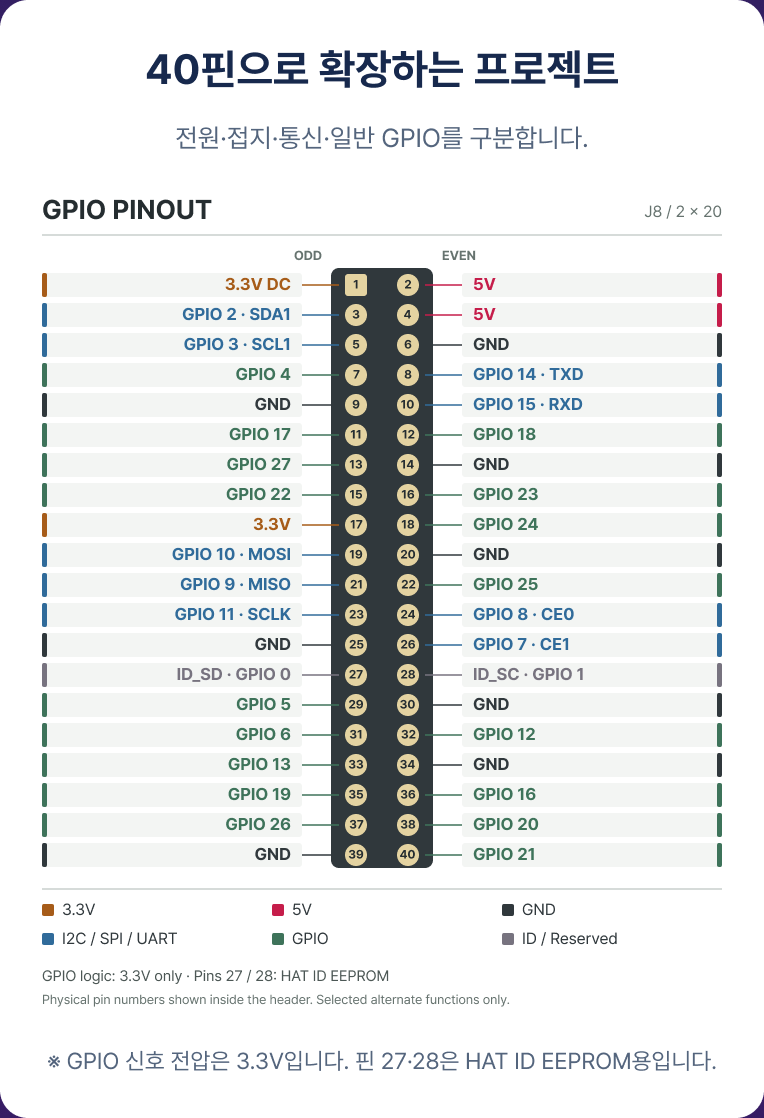 40핀으로 확장하는 프로젝트
전원·접지·통신·일반 GPIO를 구분합니다.
GPIO PINOUT
J8 / 2 × 20
ODD EVEN
3.3V DC 1 2 5V
GPIO 2 · SDA1 3 4 5V
GPIO 3 · SCL1 5 6 GND
GPIO 4 7 8 GPIO 14 · TXD
GND 9 10 GPIO 15 · RXD
GPIO 17 11 12 GPIO 18
GPIO 27 13 14 GND
GPIO 22 15 16 GPIO 23
3.3V 17 18 GPIO 24
GPIO 10 · MOSI 19 20 GND
GPIO 9 · MISO 21 22 GPIO 25
GPIO 11 · SCLK 23 24 GPIO 8 · CE0
GND 25 26 GPIO 7 · CE1
ID_SD · GPIO 0 27 28 ID_SC · GPIO 1
GPIO 5 29 30 GND
GPIO 6 31 32 GPIO 12
GPIO 13 33 34 GND
GPIO 19 35 36 GPIO 16
GPIO 26 37 38 GPIO 20
GND 39 40 GPIO 21
3.3V 5V GND
I2C / SPI / UART GPIO ID / Reserved
GPIO logic: 3.3V only · Pins 27 / 28: HAT ID EEPROM
Physical pin numbers shown inside the header. Selected alternate functions only.
※ GPIO 신호 전압은 3.3V입니다. 핀 27·28은 HAT ID EEPROM용입니다.